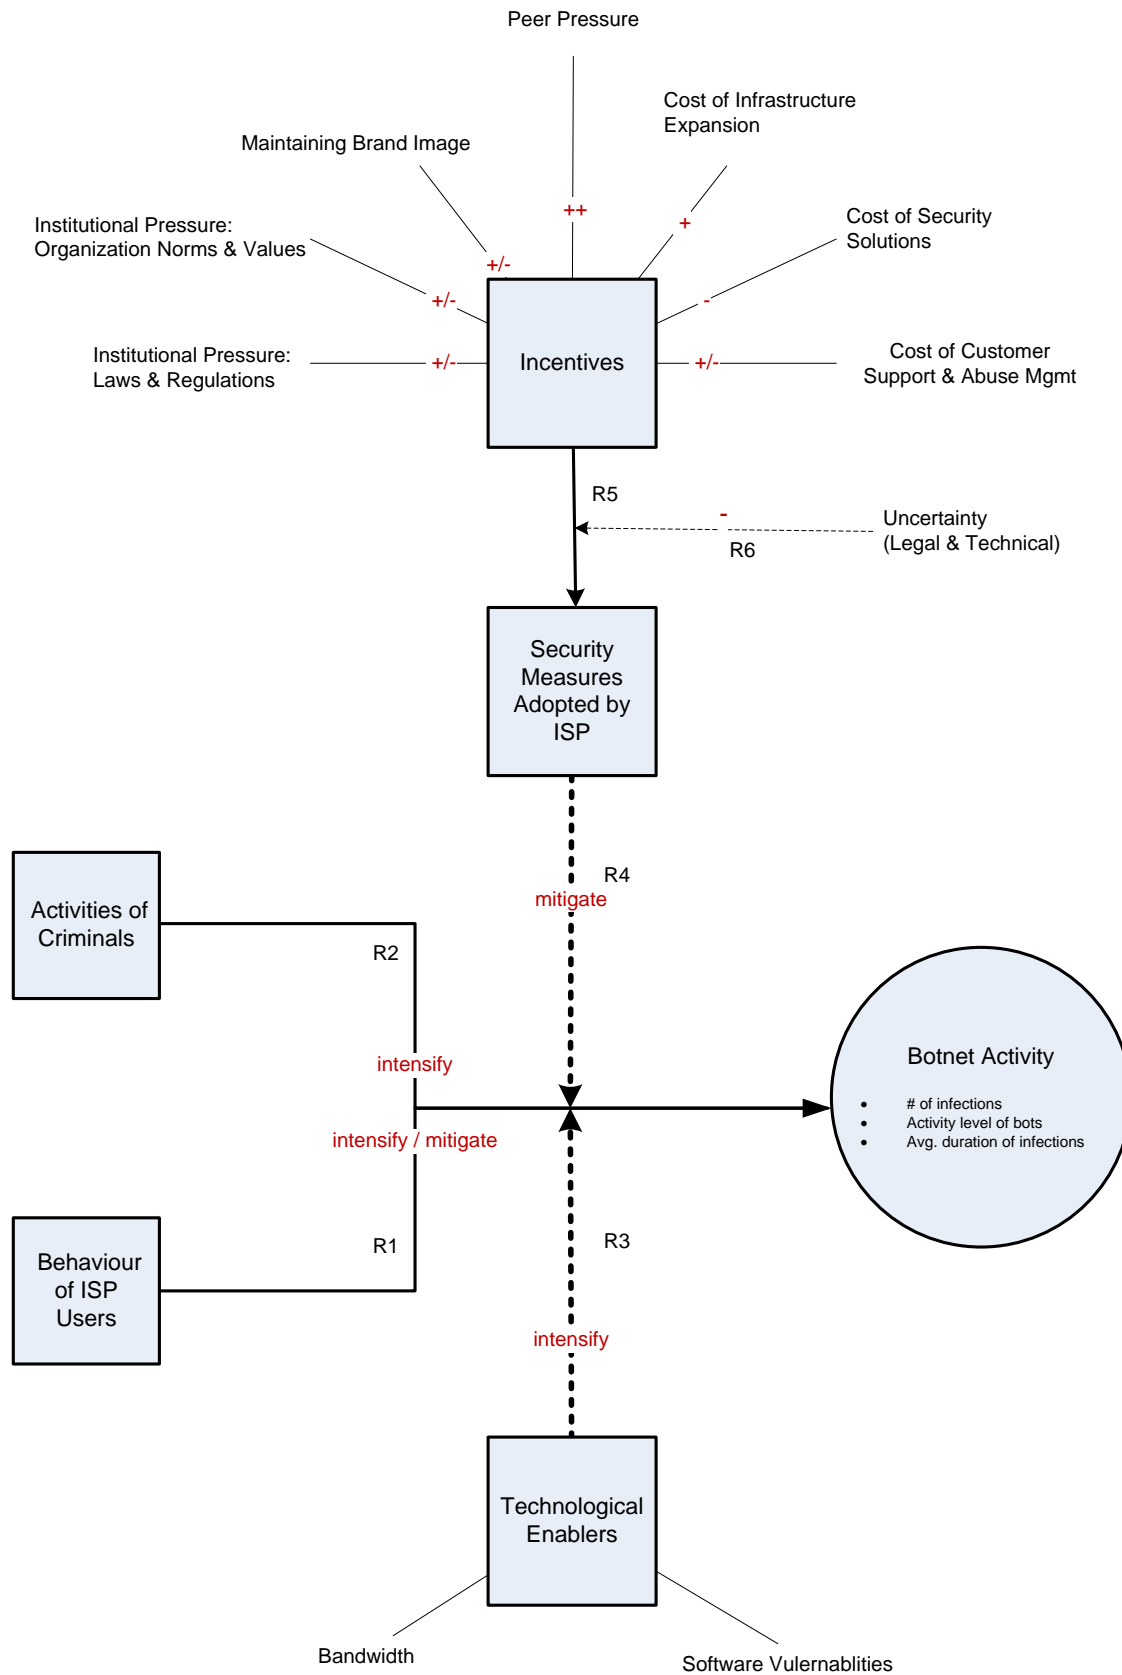 Peer Pressure
Cost of Infrastructure
Expansion
Maintaining Brand Image
++
+
Institutional Pressure:
Organization Norms & Values
Cost of Security
Solutions
+/-
+/-
-
Institutional Pressure:
Laws & Regulations
+/-
Incentives
+/-
Cost of Customer
Support & Abuse Mgmt
R5
-
R6
Uncertainty
(Legal & Technical)
Security
Measures
Adopted by
ISP
R4
mitigate
Activities of
Criminals
R2
intensify
intensify / mitigate
Botnet Activity
• # of infections
• Activity level of bots
• Avg. duration of infections
R1
R3
Behaviour
of ISP
Users
intensify
Technological
Enablers
Bandwidth
Software Vulernablities